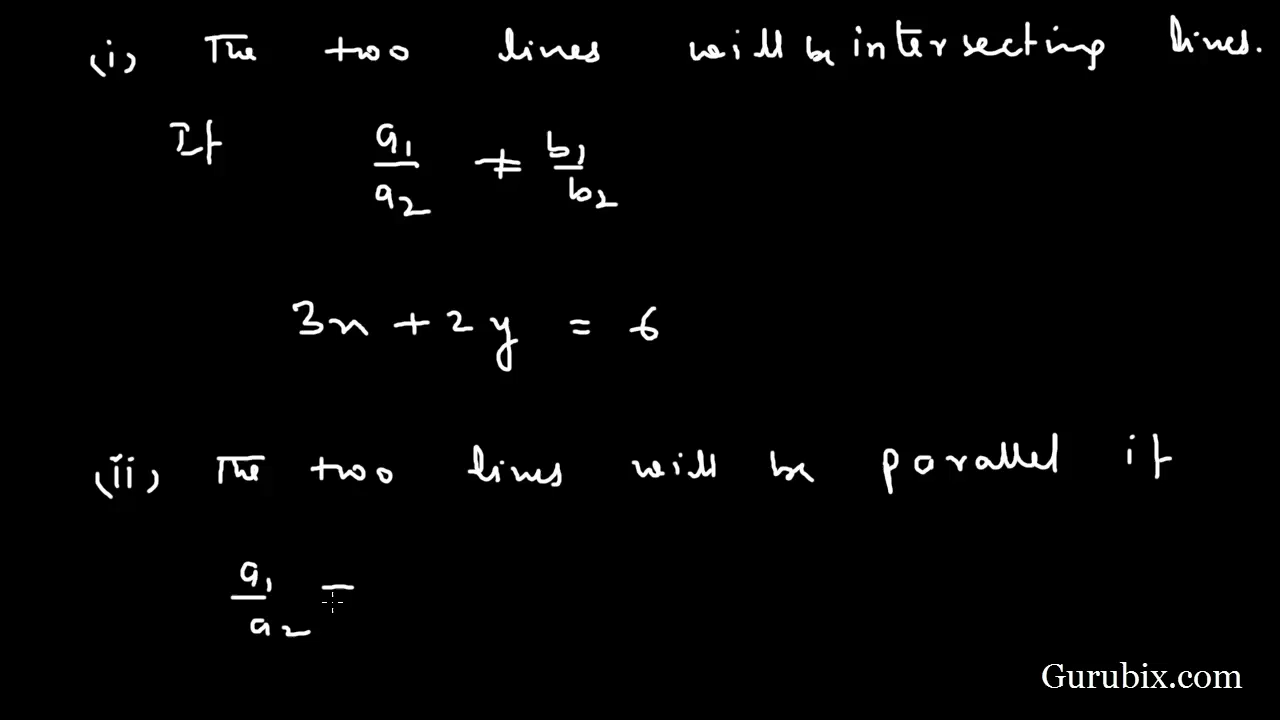 (i) The two lines will be intersecting lines.
If a₁/a₂ ≠ b₁/b₂
3x + 2y = 6
(ii) The two lines will be parallel if
a₁/a₂ =
Gurubix.com